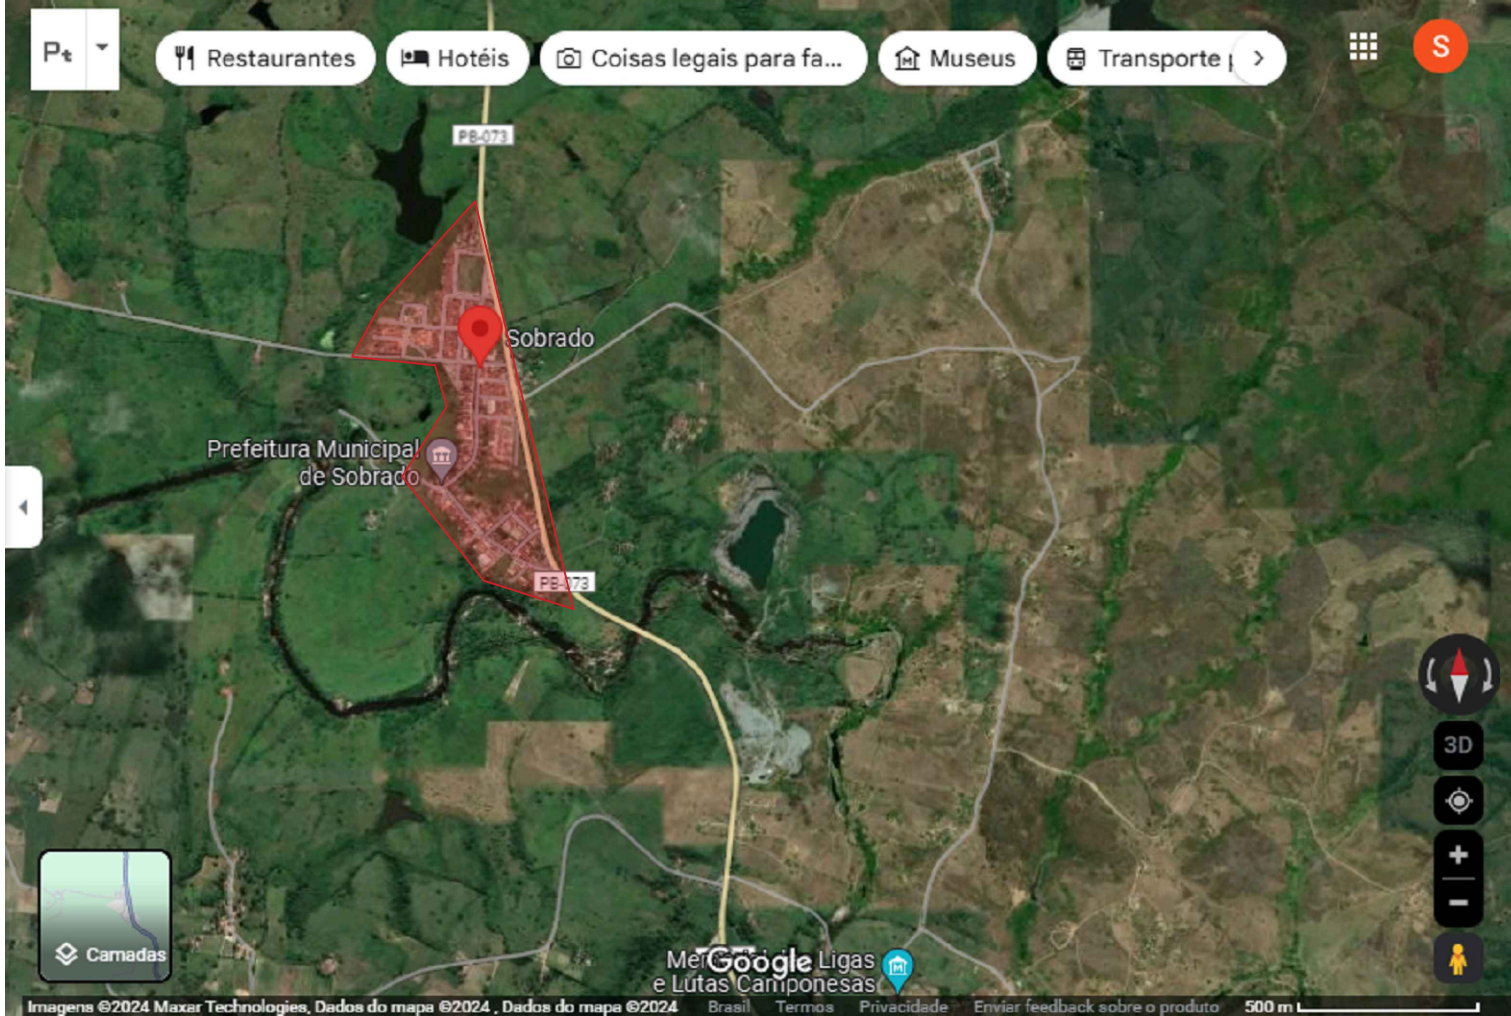 Restaurantes
Hotéis
Coisas legais para fa...
Museus
Transporte
S
PB-073
Sobrado
Prefeitura Municipal
de Sobrado
PB-073
3D
Camadas
Google
Ligas
e Lutas Camponesas
Imagens ©2024 Maxar Technologies, Dados do mapa ©2024 , Dados do mapa ©2024 Brasil Termos Privacidade Enviar feedback sobre o produto 500 m